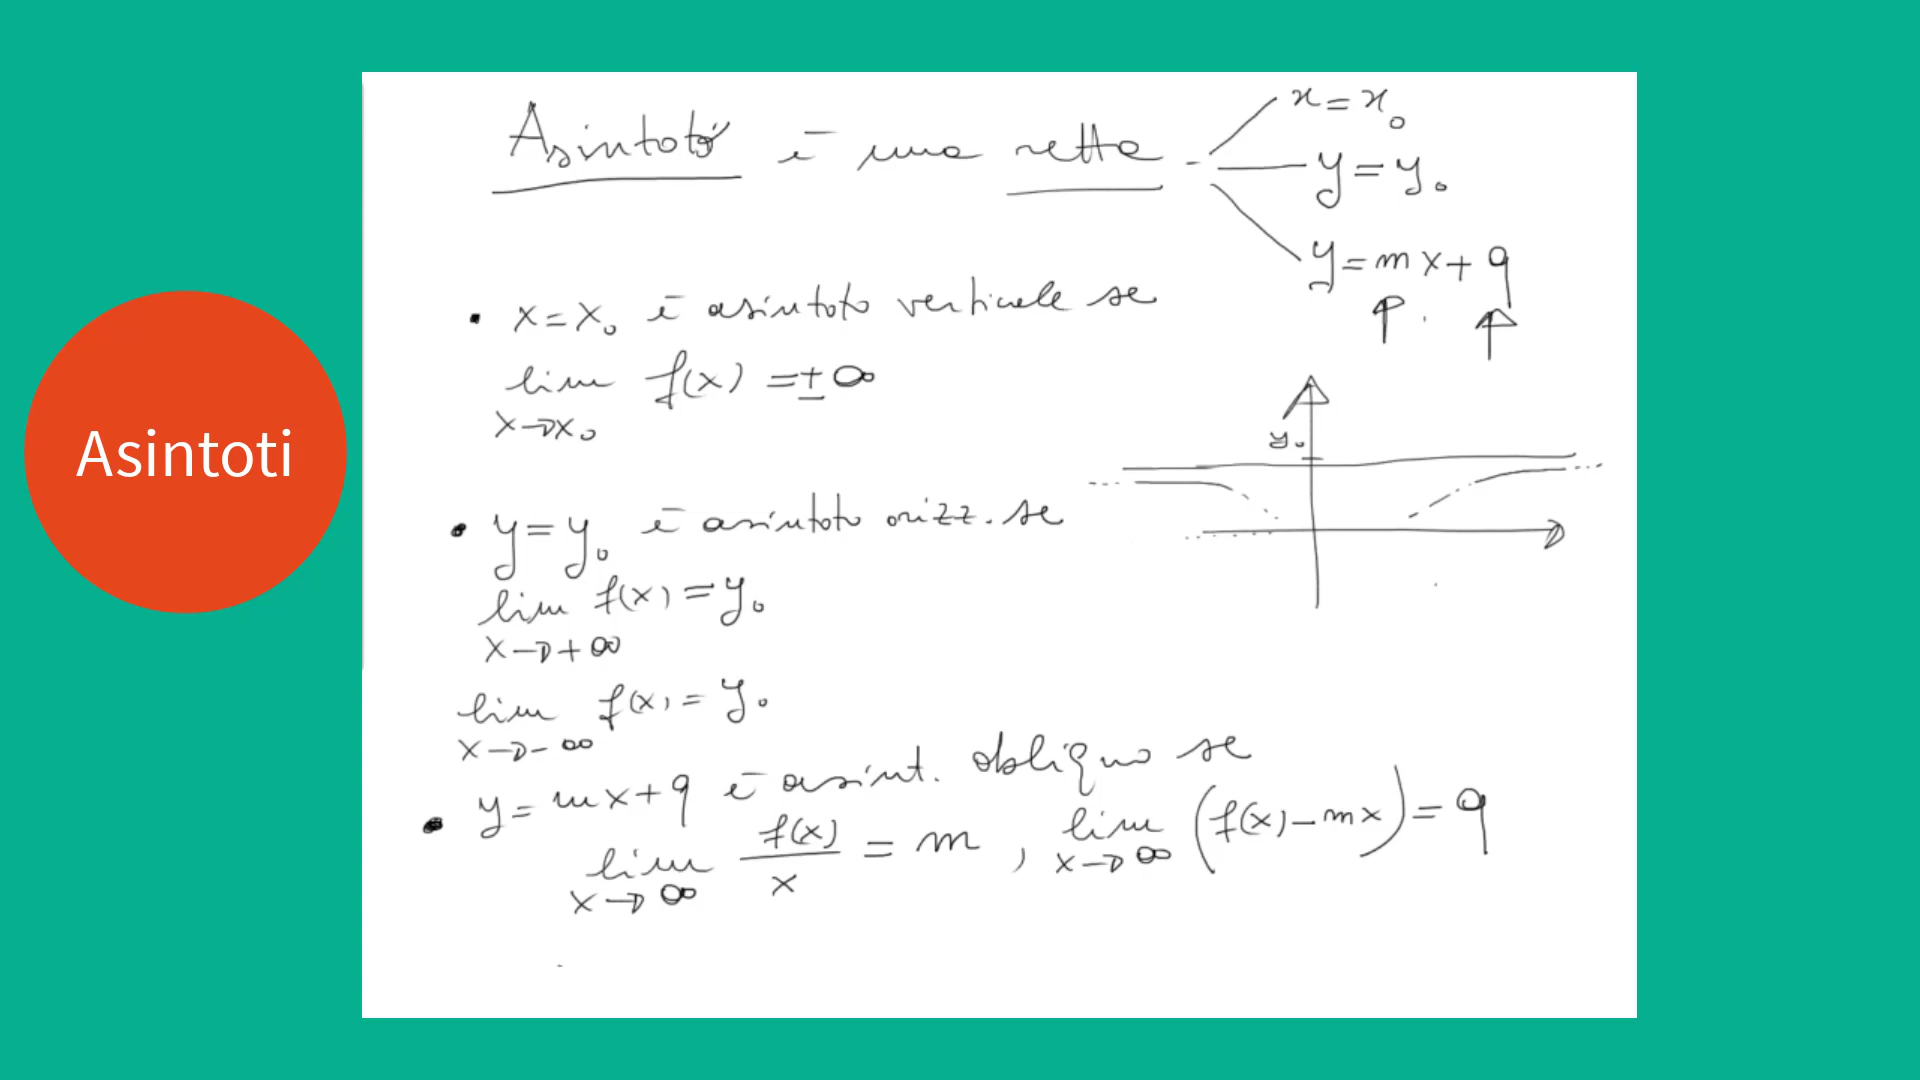 Asintoti
Asintoto è una retta - x = x₀
y = y₀
y = mx + q
• x = x₀ è asintoto verticale se
lim f(x) = ± ∞
x → x₀
y₀
• y = y₀ è asintoto orizz. se
lim f(x) = y₀
x → + ∞
lim f(x) = y₀
x → - ∞
• y = mx + q è asint. obliquo se
lim f(x)/x = m , lim (f(x) - mx) = q
x → ∞ x → ∞